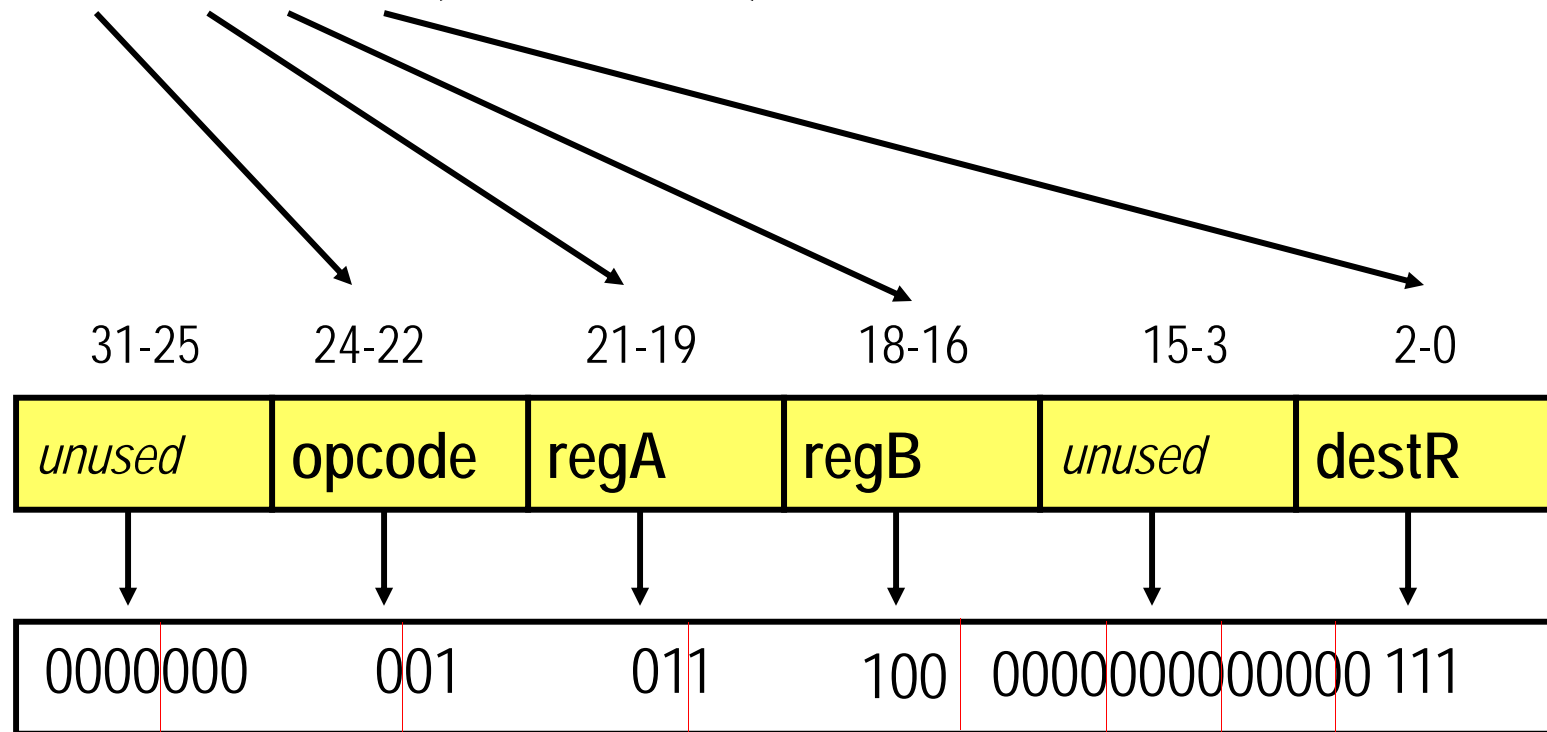 31-25 24-22 21-19 18-16 15-3 2-0
unused opcode regA regB unused destR
0000000 001 011 100 0000000000000 111